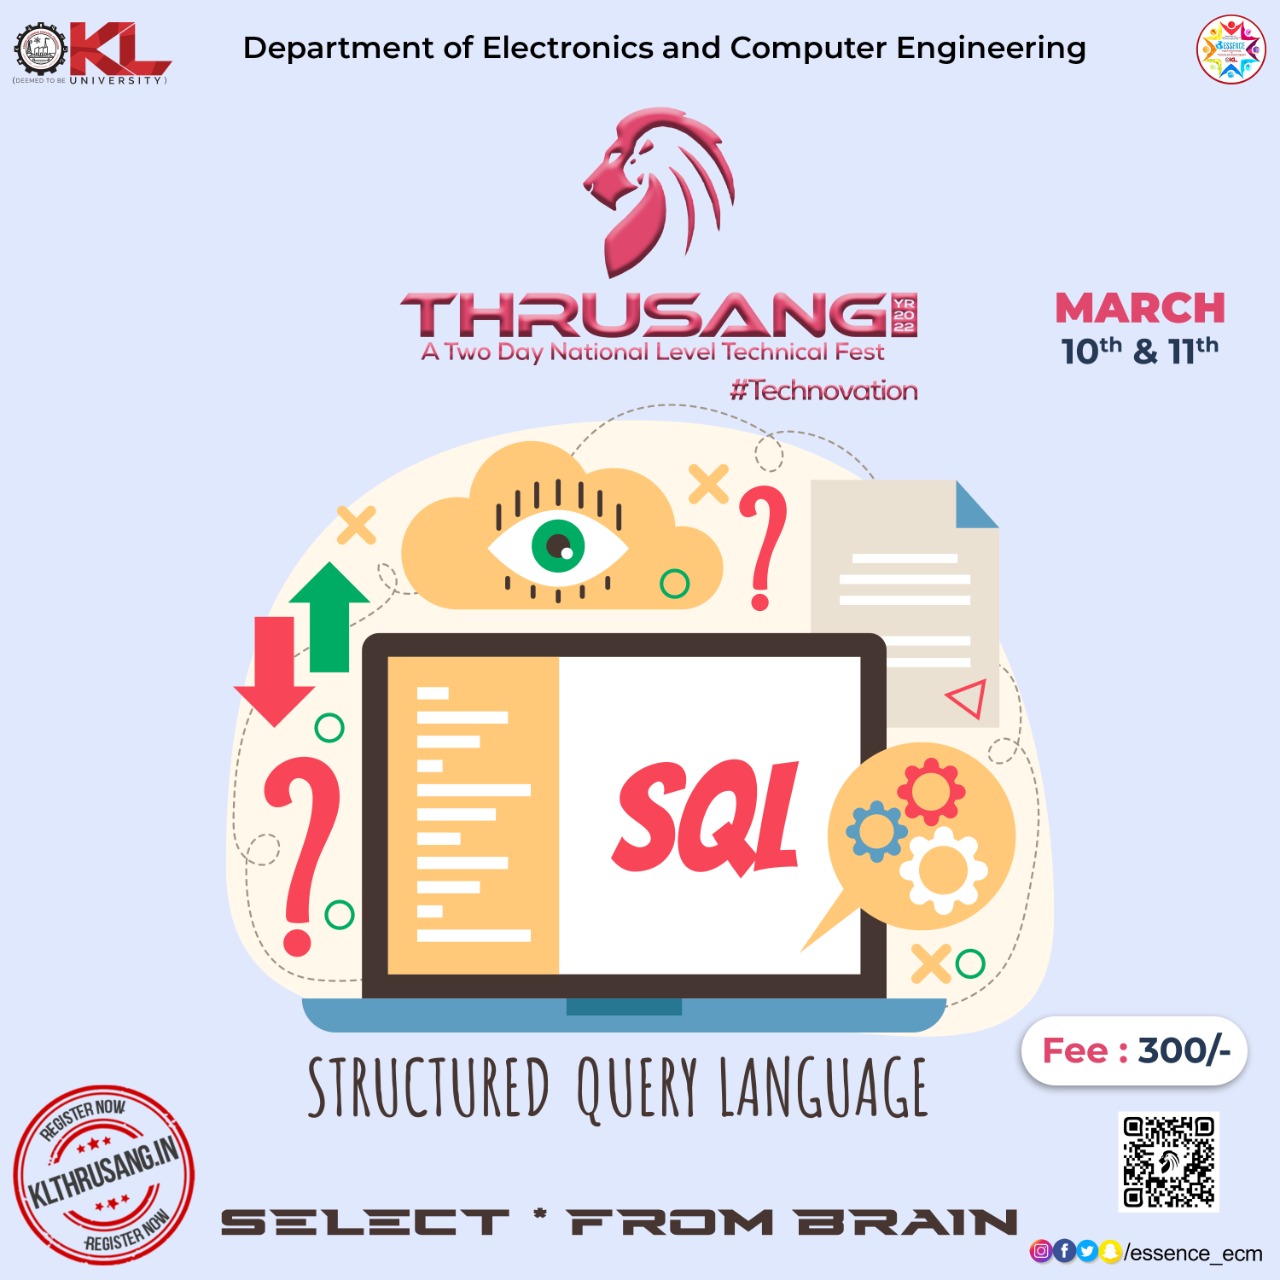 KL
(DEEMED TO BE UNIVERSITY)
Department of Electronics and Computer Engineering
ESSENCE
THRUSANG
YR
20
22
A Two Day National Level Technical Fest
#Technovation
MARCH
10th & 11th
SQL
STRUCTURED QUERY LANGUAGE
Fee : 300/-
REGISTER NOW
KLTHRUSANG.IN
REGISTER NOW
SELECT * FROM BRAIN
/essence_ecm